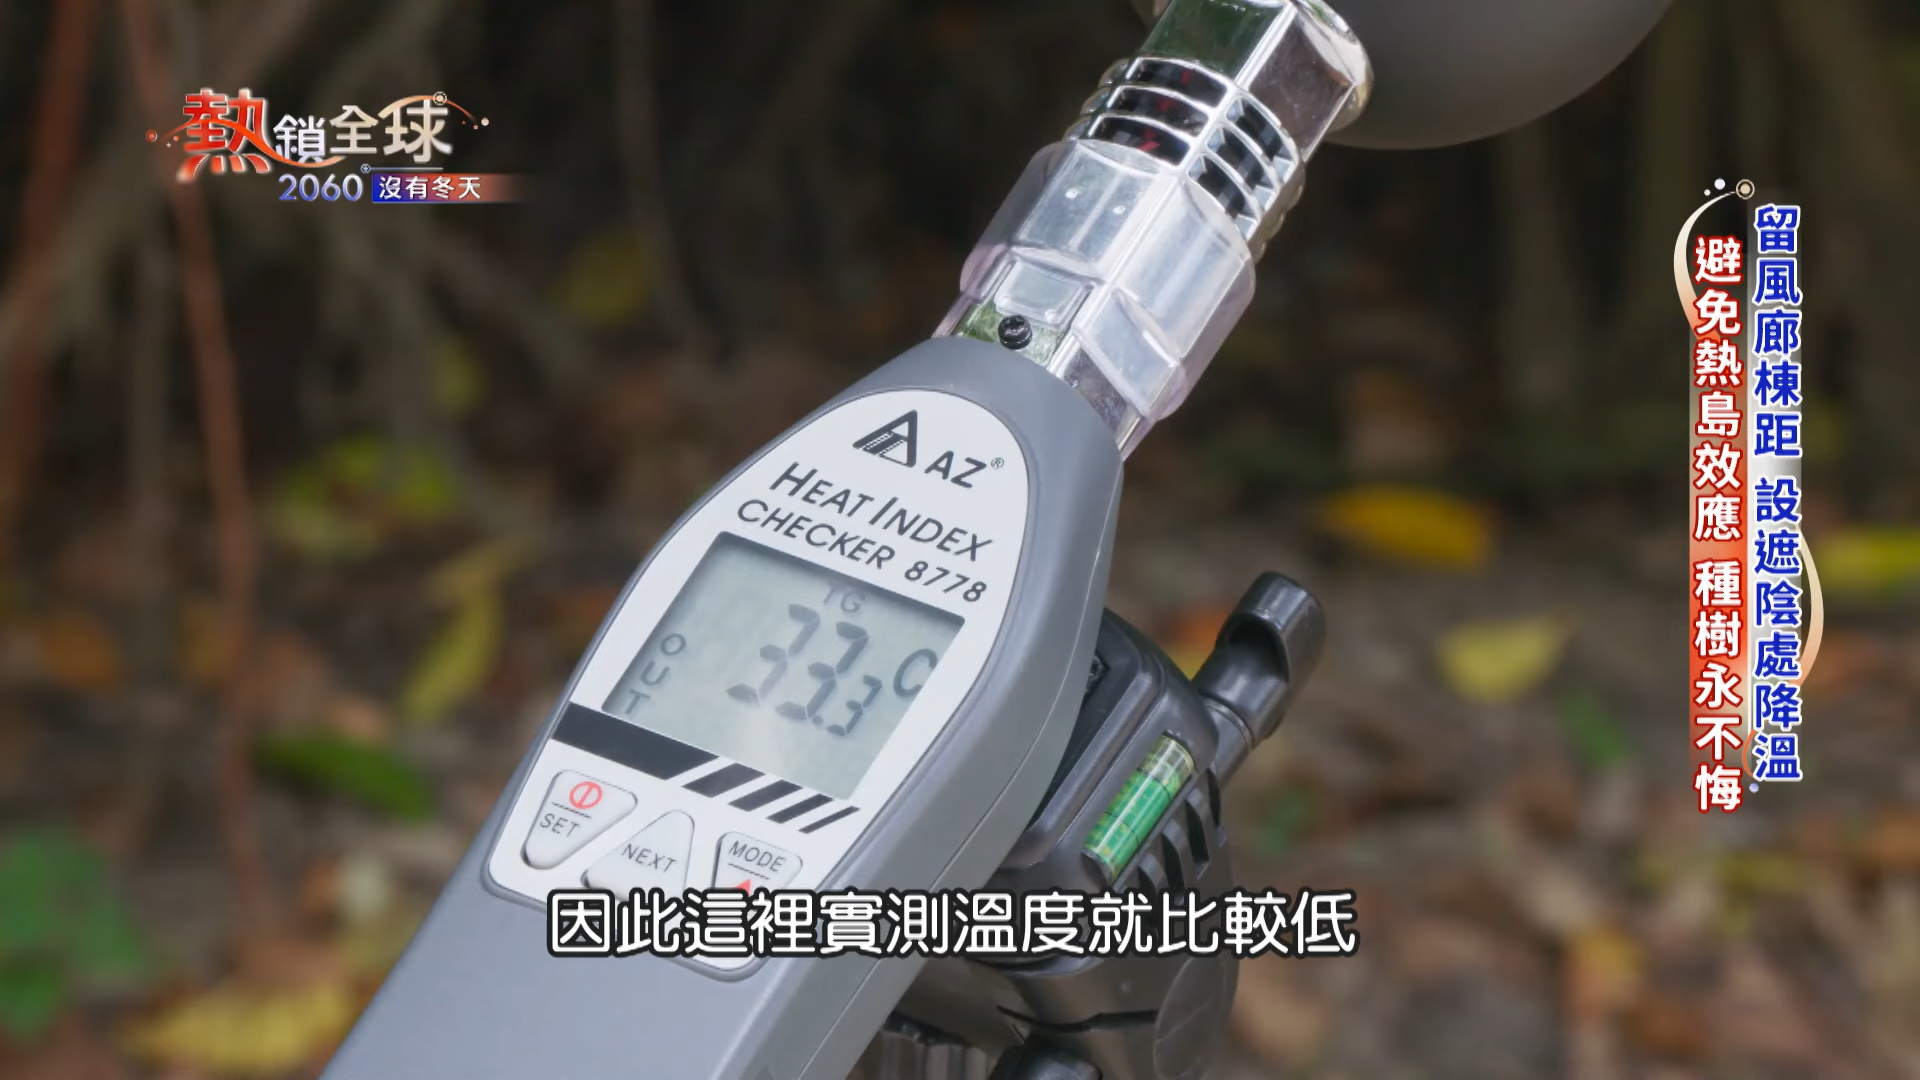 熱鎖全球
2060 沒有冬天
留風廊棟距 設遮陰處降溫
避免熱島效應 種樹永不悔
AZ®
HEAT INDEX
CHECKER 8778
TG
OUT
33.3 C
SET
NEXT
MODE
因此這裡實測溫度就比較低